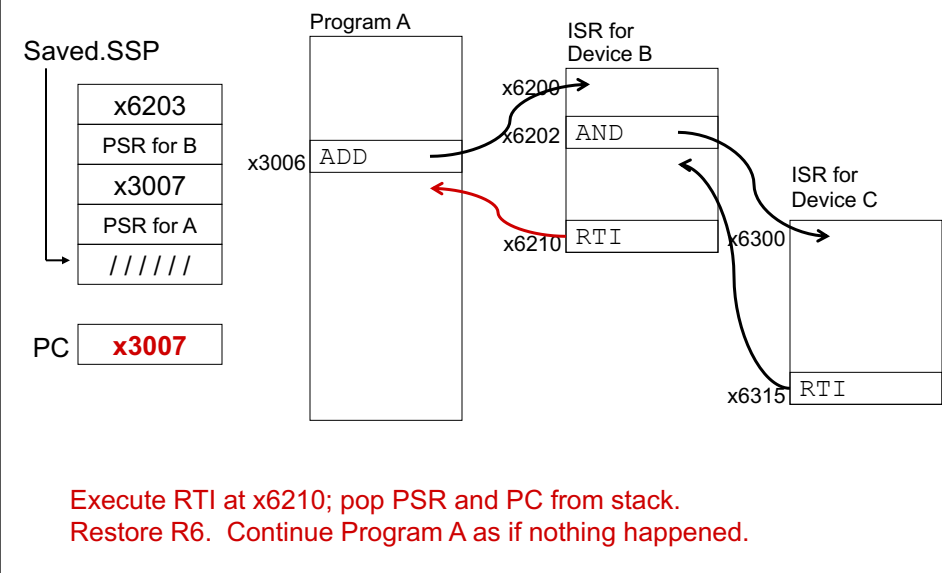 Program A
ISR for
Device B
Saved.SSP
x6200
x6203
PSR for B
x6202 AND
x3006 ADD
x3007
ISR for
Device C
PSR for A
x6210 RTI
x6300
//////
PC x3007
x6315 RTI
Execute RTI at x6210; pop PSR and PC from stack.
Restore R6. Continue Program A as if nothing happened.